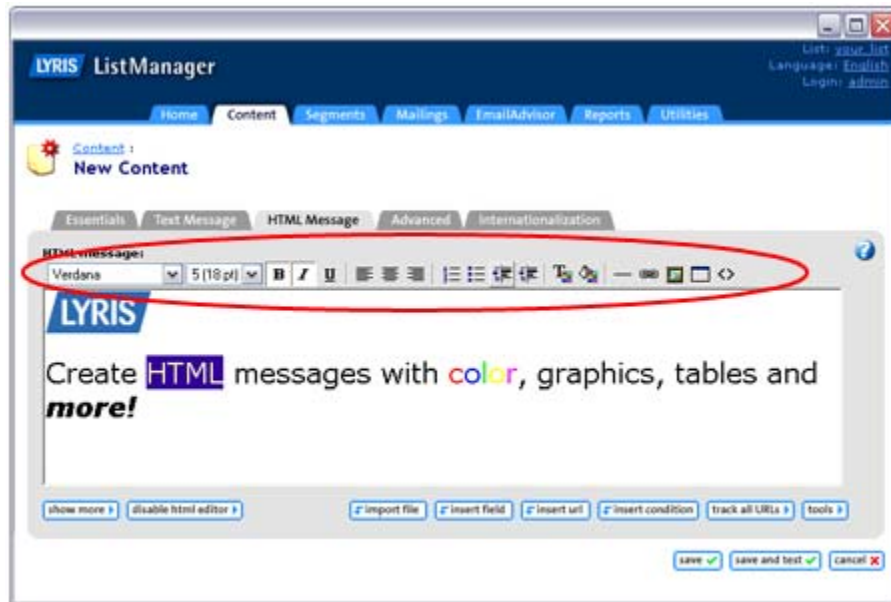 List: your_list
LYRIS ListManager
Language: English
Login: admin
Home Content Segments Mailings EmailAdvisor Reports Utilities
Content :
New Content
Essentials Text Message HTML Message Advanced Internationalization
HTML message:
Verdana 5 (18 pt) B I U
LYRIS
Create HTML messages with color, graphics, tables and
more!
show more disable html editor import file insert field insert url insert condition track all URLs tools
save save and test cancel